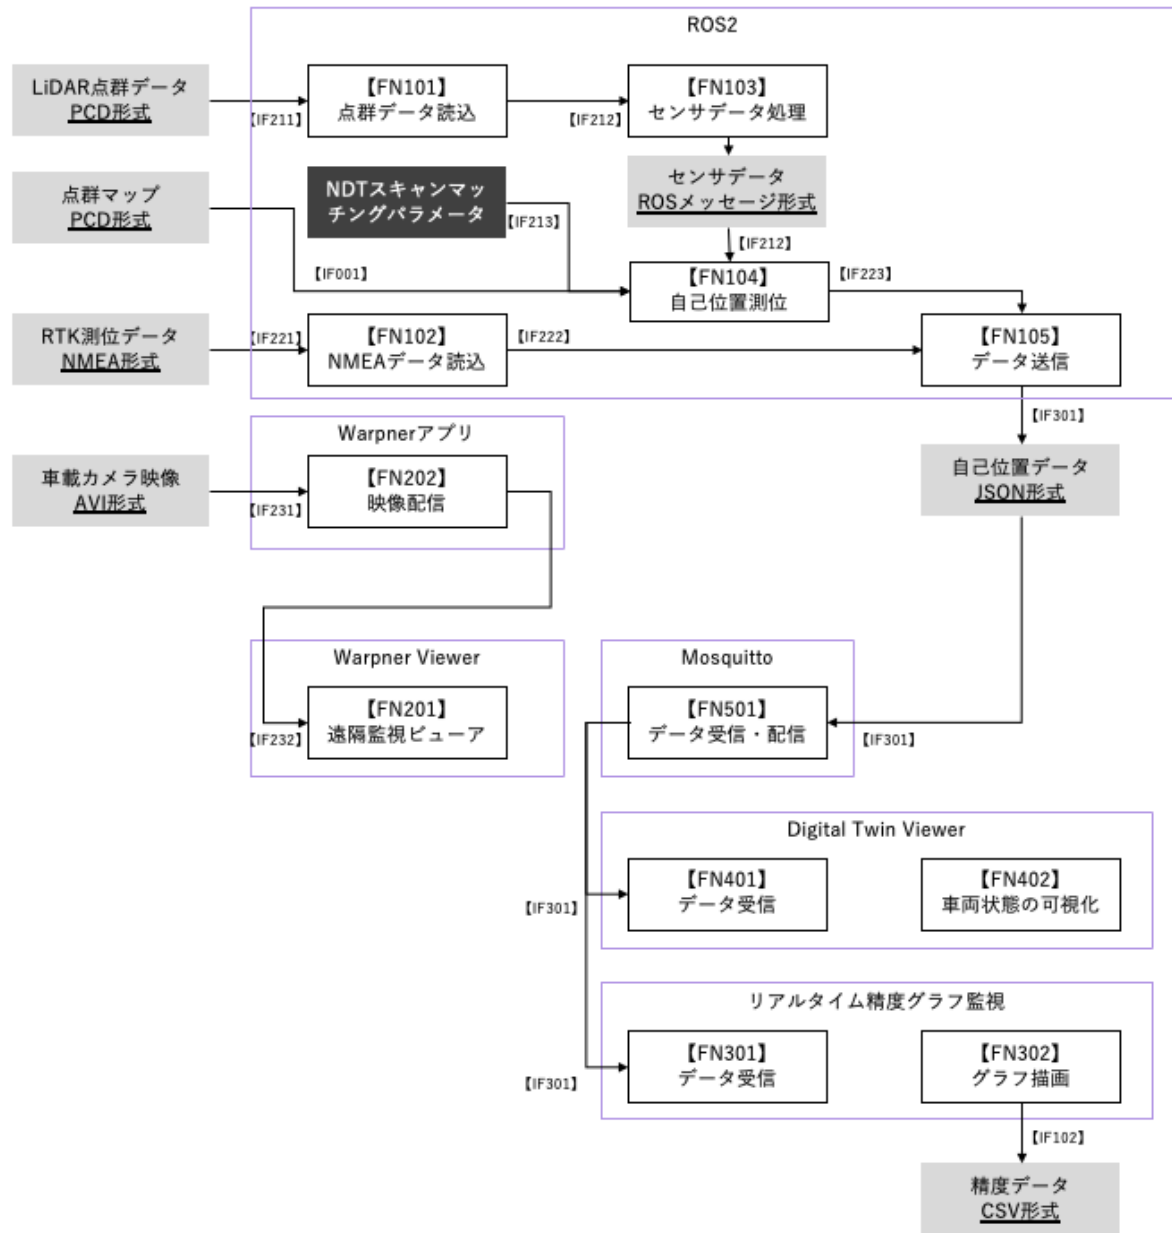 ROS2
LiDAR点群データ
PCD形式
【IF211】
【FN101】
点群データ読込
【IF212】
【FN103】
センサデータ処理
点群マップ
PCD形式
NDTスキャンマッ
チングパラメータ
【IF213】
センサデータ
ROSメッセージ形式
【IF212】
【IF001】
【FN104】
自己位置測位
【IF223】
RTK測位データ
NMEA形式
【IF221】
【FN102】
NMEAデータ読込
【IF222】
【FN105】
データ送信
【IF301】
Warpnerアプリ
車載カメラ映像
AVI形式
【IF231】
【FN202】
映像配信
自己位置データ
JSON形式
Warpner Viewer
【FN201】
遠隔監視ビューア
【IF232】
Mosquitto
【FN501】
データ受信・配信
【IF301】
Digital Twin Viewer
【FN401】
データ受信
【FN402】
車両状態の可視化
【IF301】
リアルタイム精度グラフ監視
【FN301】
データ受信
【FN302】
グラフ描画
【IF301】
【IF102】
精度データ
CSV形式